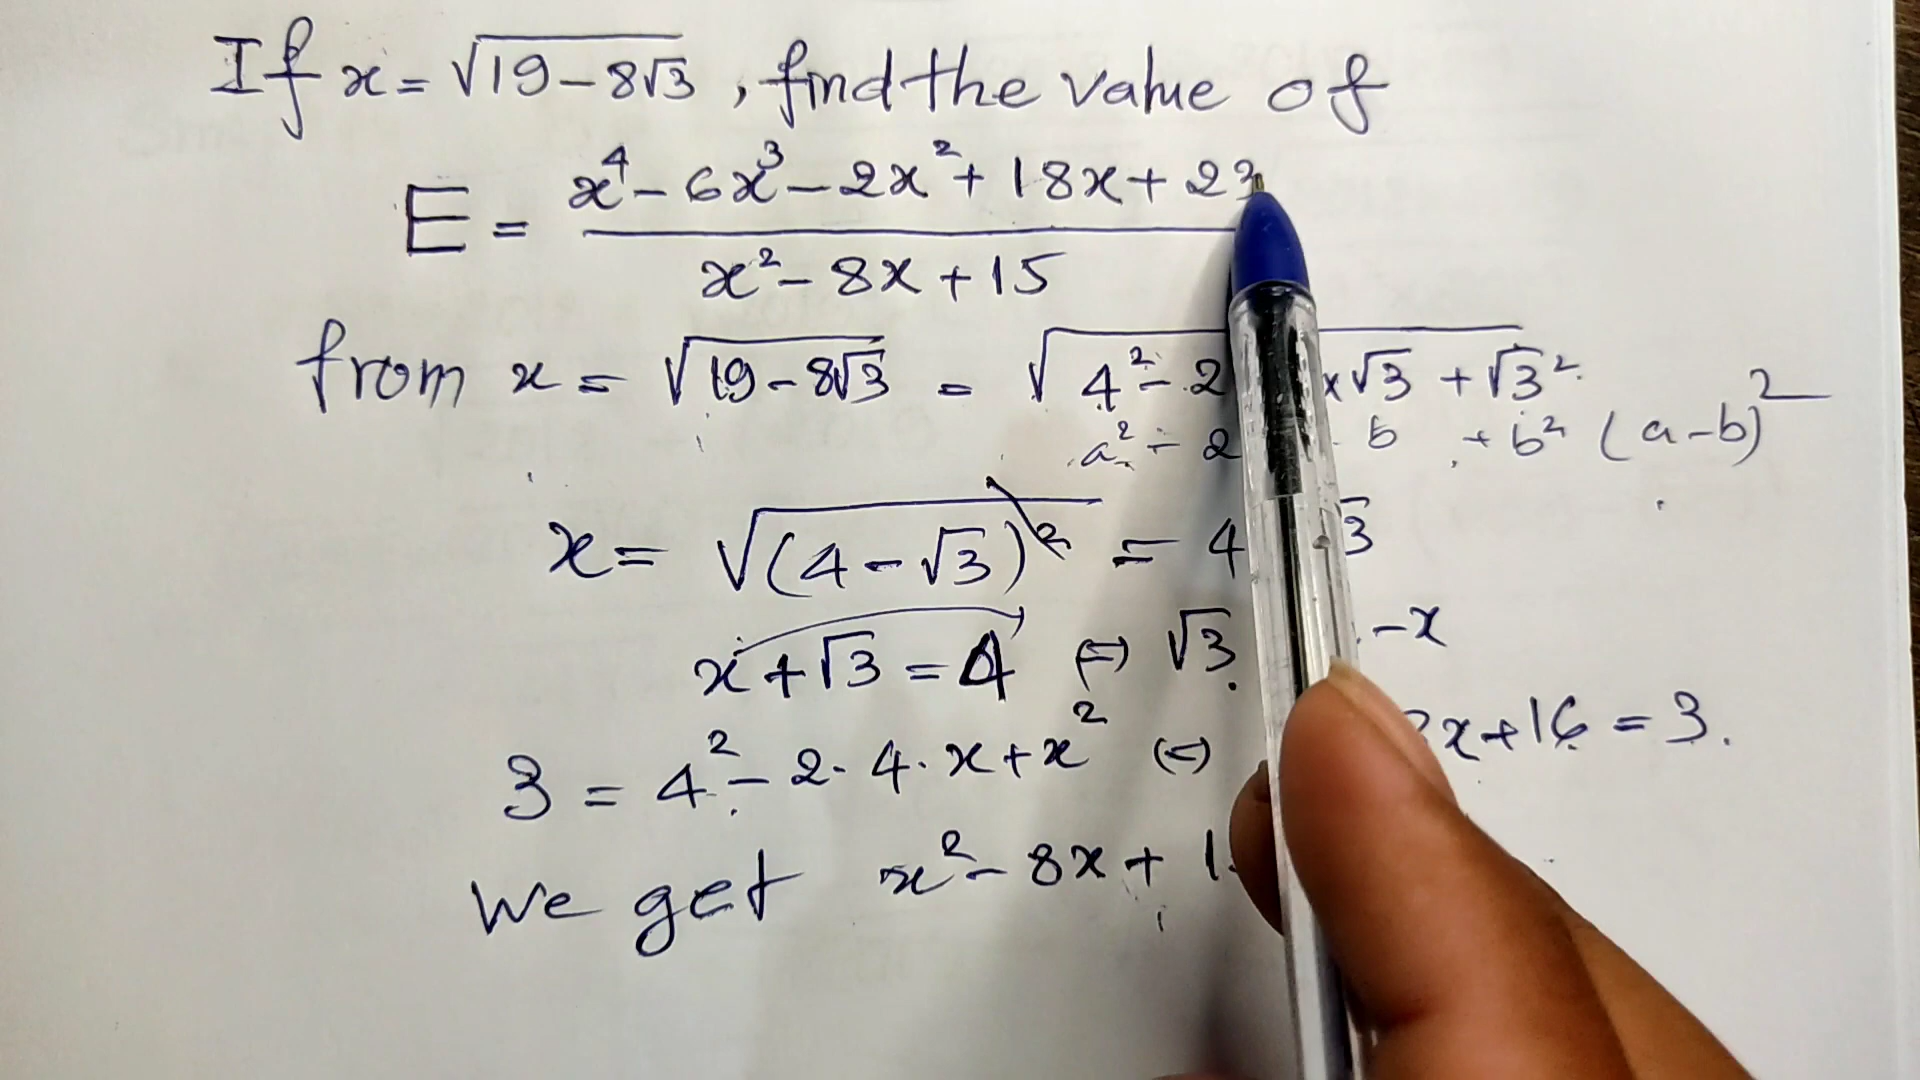 If x = √19-8√3, find the value of
E = x⁴-6x³-2x²+18x+23
x²-8x+15
from x = √19-8√3 = √4²-2 x√3+√3²
a²-2 b +b² (a-b)²
x = √(4-√3)² = 4 √3
x+√3=4 (=) √3 -x
3 = 4²-2·4·x+x² (=) x+16=3.
We get x²-8x+1